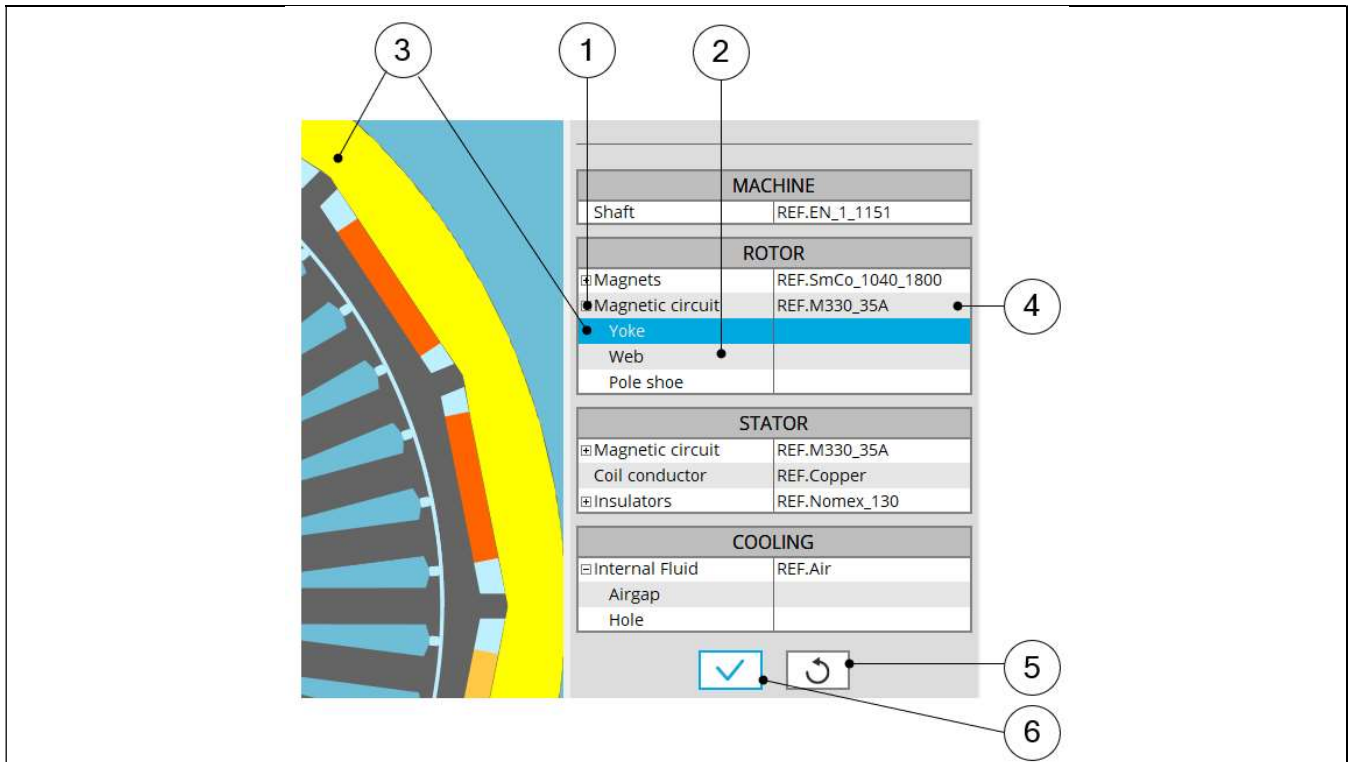 3 1 2
MACHINE
Shaft REF.EN_1_1151
ROTOR
Magnets REF.SmCo_1040_1800
Magnetic circuit REF.M330_35A
4
Yoke
Web
Pole shoe
STATOR
Magnetic circuit REF.M330_35A
Coil conductor REF.Copper
Insulators REF.Nomex_130
COOLING
Internal Fluid REF.Air
Airgap
Hole
5
6